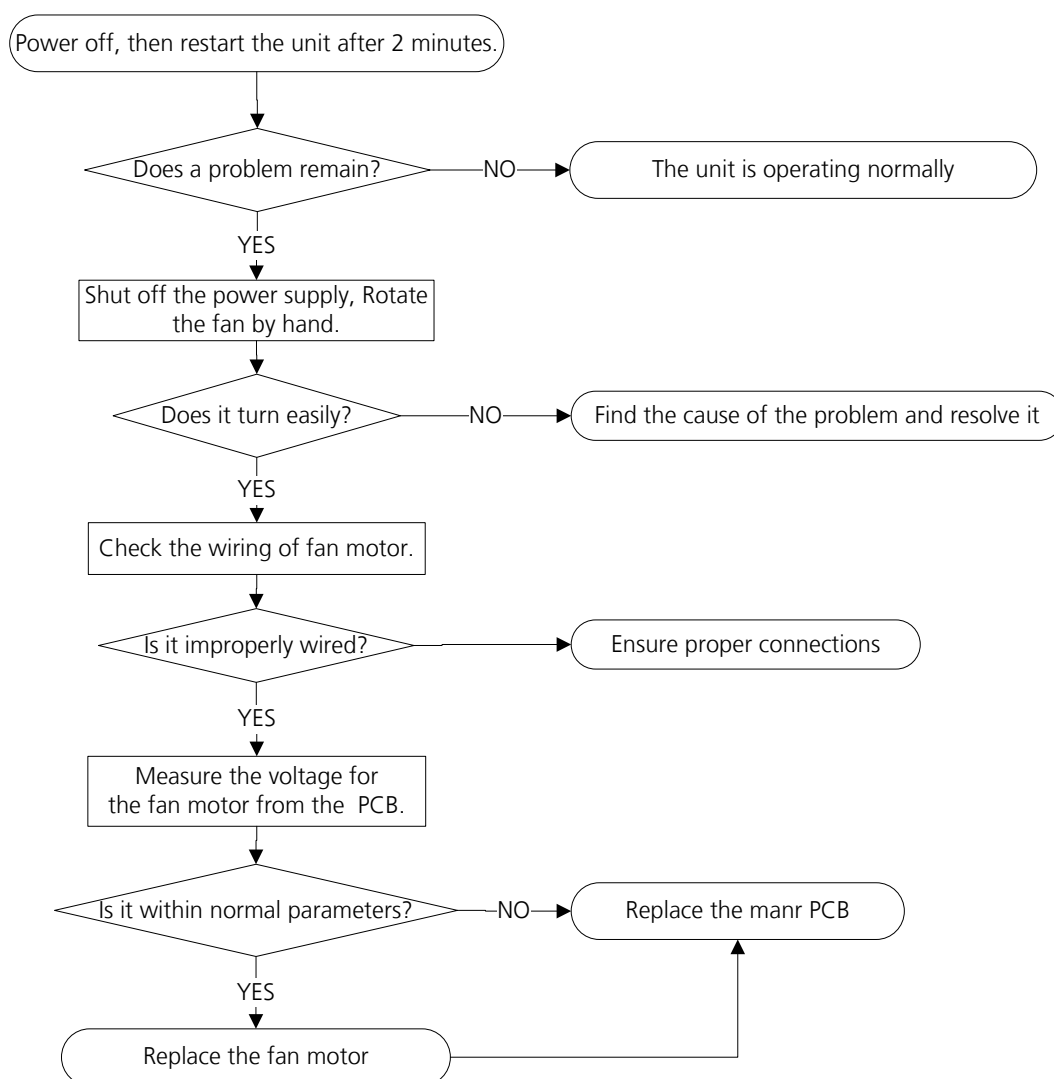 Power off, then restart the unit after 2 minutes.
Does a problem remain?
NO
The unit is operating normally
YES
Shut off the power supply, Rotate
the fan by hand.
Does it turn easily?
NO
Find the cause of the problem and resolve it
YES
Check the wiring of fan motor.
Is it improperly wired?
Ensure proper connections
YES
Measure the voltage for
the fan motor from the PCB.
Is it within normal parameters?
NO
Replace the manr PCB
YES
Replace the fan motor